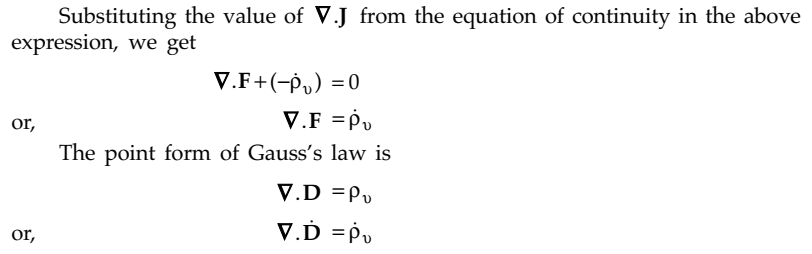 Substituting the value of ∇.J from the equation of continuity in the above
expression, we get
∇.F+(−ρ̇υ) = 0
or, ∇.F = ρ̇υ
The point form of Gauss's law is
∇.D = ρυ
or, ∇.Ḋ = ρ̇υ